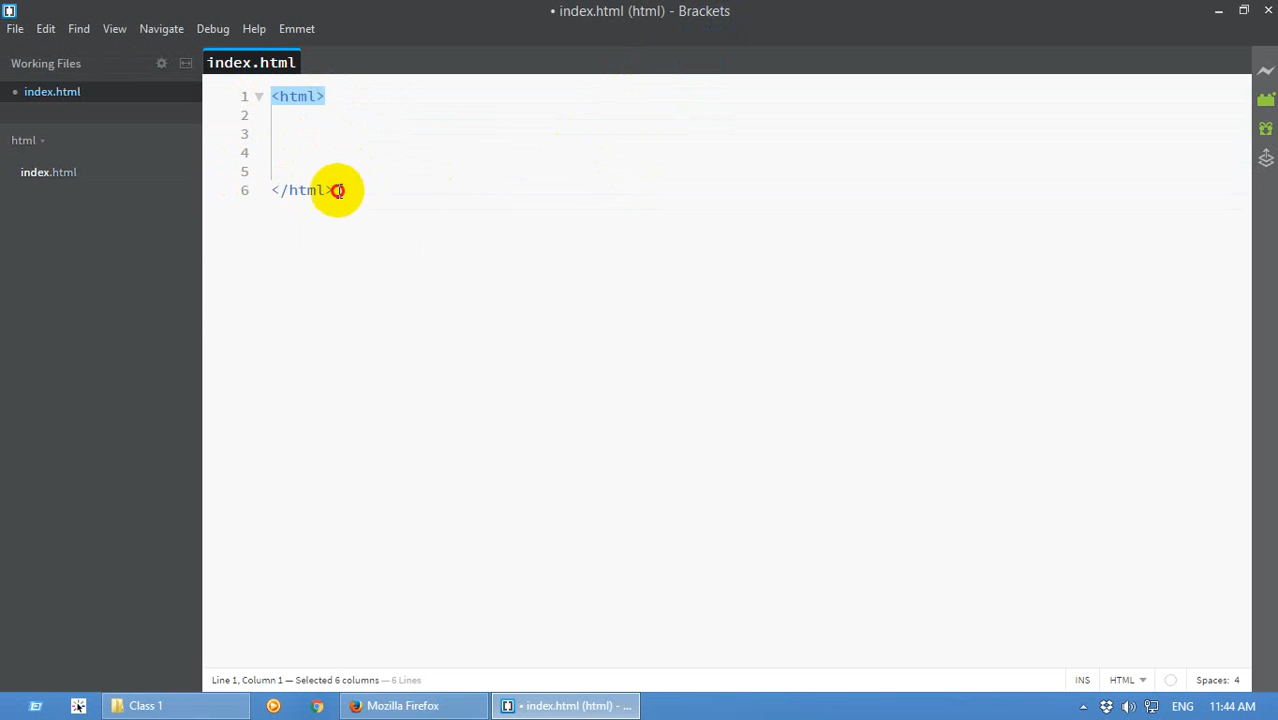 • index.html (html) - Brackets
File Edit Find View Navigate Debug Help Emmet
Working Files
index.html
• index.html
html
index.html
1 <html>
2
3
4
5
6 </html>
Line 1, Column 1 — Selected 6 columns — 6 Lines
INS HTML Spaces: 4
Class 1 Mozilla Firefox • index.html (html) - ... ENG 11:44 AM